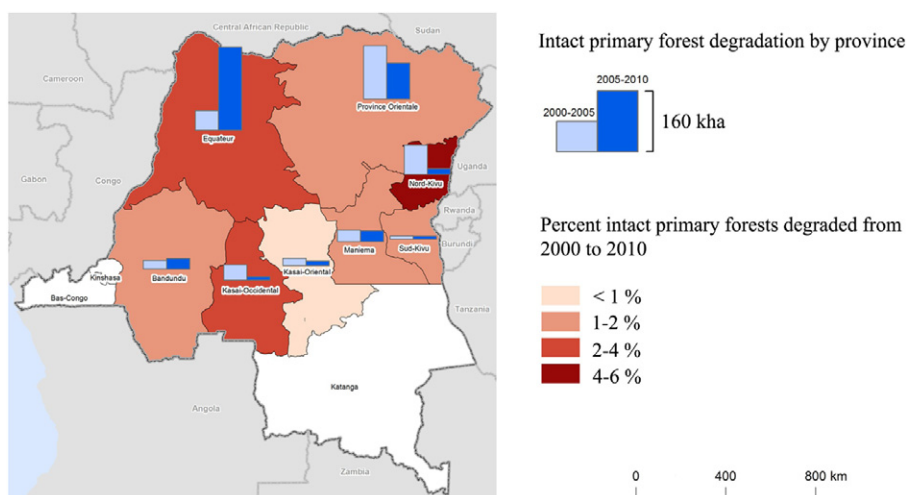 Central African Republic
Sudan
Cameroon
Equateur
Province Orientale
Gabon
Congo
Uganda
Nord-Kivu
Rwanda
Burundi
Maniema
Sud-Kivu
Kinshasa
Bandundu
Kasai-Oriental
Kasai-Occidental
Bas-Congo
Tanzania
Katanga
Angola
Zambia
Intact primary forest degradation by province
2005-2010
2000-2005
160 kha
Percent intact primary forests degraded from
2000 to 2010
< 1 %
1-2 %
2-4 %
4-6 %
0 400 800 km